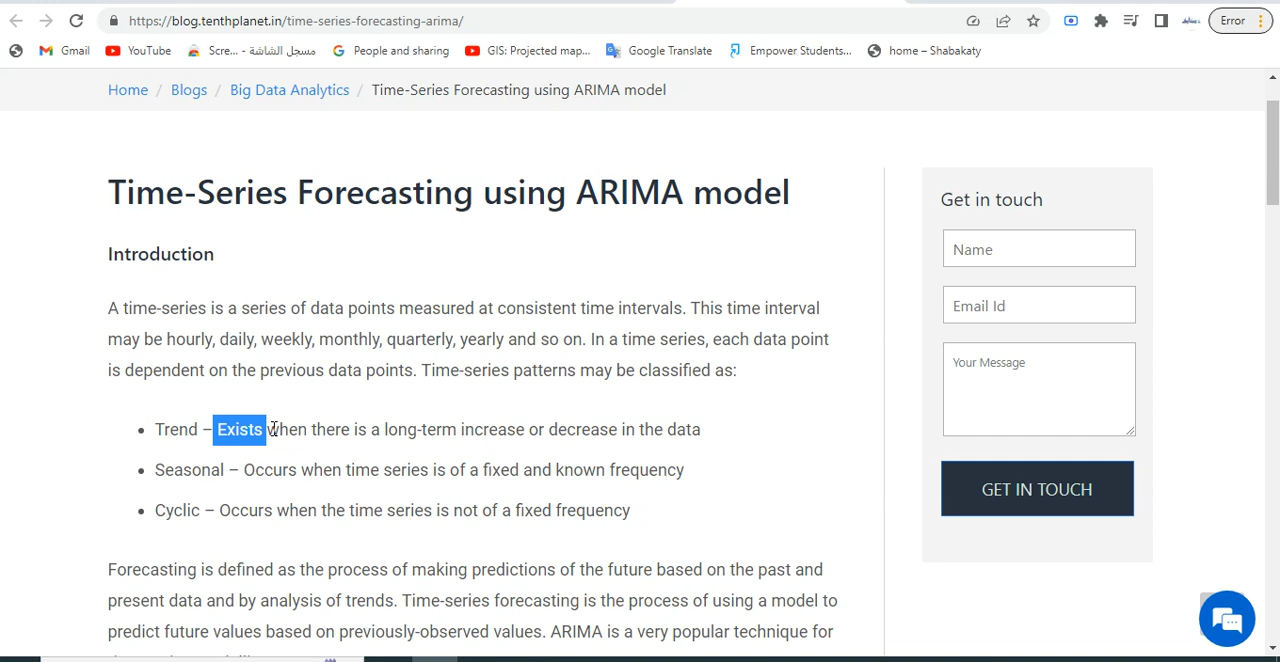 https://blog.tenthplanet.in/time-series-forecasting-arima/
Error
Gmail
YouTube
Scre... - مسجل الشاشة
People and sharing
GIS: Projected map...
Google Translate
Empower Students...
home – Shabakaty
Home / Blogs / Big Data Analytics / Time-Series Forecasting using ARIMA model
Time-Series Forecasting using ARIMA model
Introduction
A time-series is a series of data points measured at consistent time intervals. This time interval
may be hourly, daily, weekly, monthly, quarterly, yearly and so on. In a time series, each data point
is dependent on the previous data points. Time-series patterns may be classified as:
Trend – Exists when there is a long-term increase or decrease in the data
Seasonal – Occurs when time series is of a fixed and known frequency
Cyclic – Occurs when the time series is not of a fixed frequency
Forecasting is defined as the process of making predictions of the future based on the past and
present data and by analysis of trends. Time-series forecasting is the process of using a model to
predict future values based on previously-observed values. ARIMA is a very popular technique for
Get in touch
Name
Email Id
Your Message
GET IN TOUCH